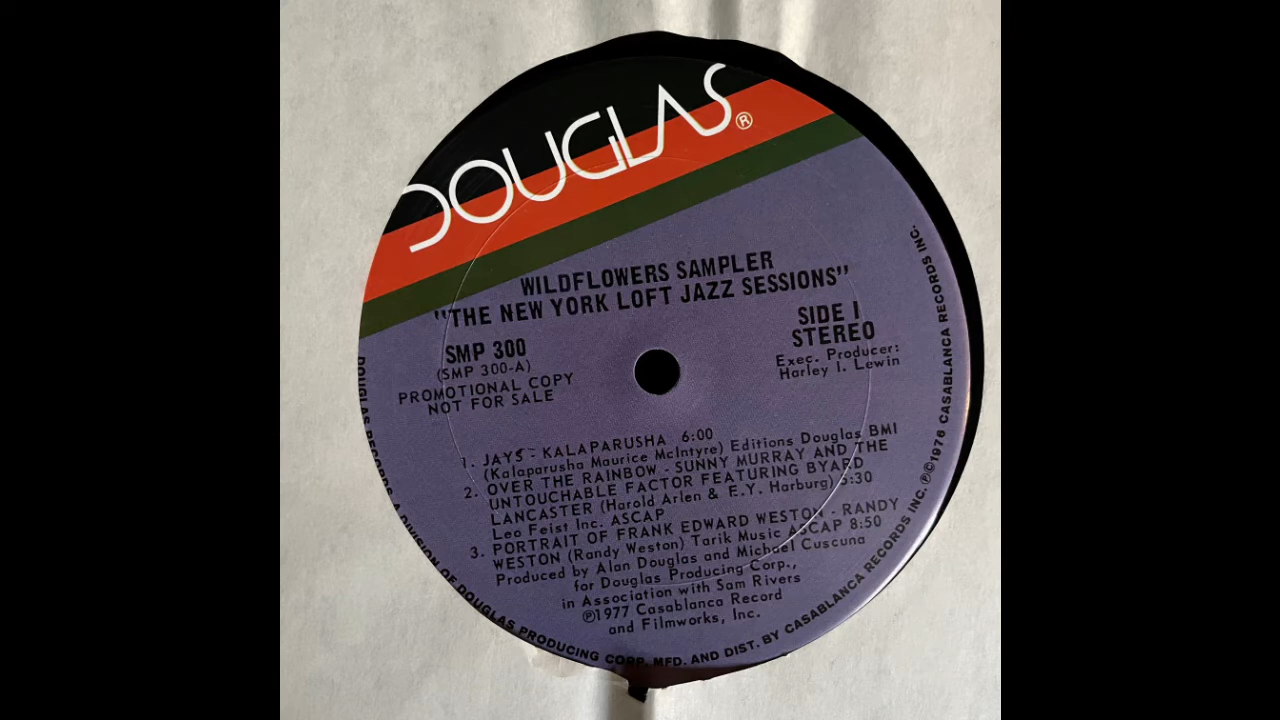 DOUGLAS®
WILDFLOWERS SAMPLER
"THE NEW YORK LOFT JAZZ SESSIONS"
SMP 300
(SMP 300-A)
PROMOTIONAL COPY
NOT FOR SALE
SIDE I
STEREO
Exec. Producer:
Harley I. Lewin
1. JAYS - KALAPARUSHA 6:00
(Kalaparusha Maurice McIntyre) Editions Douglas BMI
2. OVER THE RAINBOW - SUNNY MURRAY AND THE
UNTOUCHABLE FACTOR FEATURING BYARD
LANCASTER (Harold Arlen & E.Y. Harburg) 5:30
Leo Feist Inc. ASCAP
3. PORTRAIT OF FRANK EDWARD WESTON - RANDY
WESTON (Randy Weston) Tarik Music ASCAP 8:50
Produced by Alan Douglas and Michael Cuscuna
for Douglas Producing Corp.,
in Association with Sam Rivers
℗1977 Casablanca Record
and Filmworks, Inc.
DOUGLAS RECORDS A DIVISION OF DOUGLAS PRODUCING CORP. MFD. AND DIST. BY CASABLANCA RECORDS INC. ℗©1976 CASABLANCA RECORDS INC.